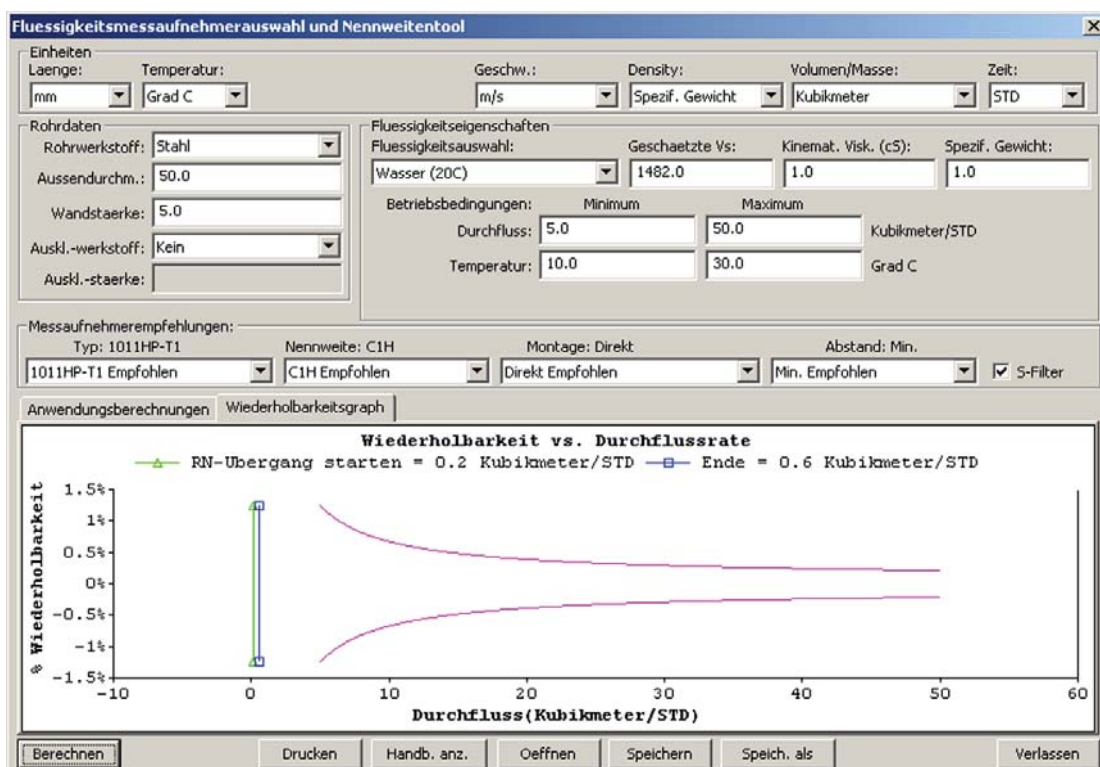 Fluessigkeitsmessaufnehmerauswahl und Nennweitentool
Einheiten
Laenge: Temperatur: Geschw.: Density: Volumen/Masse: Zeit:
mm Grad C m/s Spezif. Gewicht Kubikmeter STD
Rohrdaten
Rohrwerkstoff: Stahl
Aussendurchm.: 50.0
Wandstaerke: 5.0
Auskl.-werkstoff: Kein
Auskl.-staerke:
Fluessigkeitseigenschaften
Fluessigkeitsauswahl: Geschaetzte Vs: Kinemat. Visk. (cS): Spezif. Gewicht:
Wasser (20C) 1482.0 1.0 1.0
Betriebsbedingungen: Minimum Maximum
Durchfluss: 5.0 50.0 Kubikmeter/STD
Temperatur: 10.0 30.0 Grad C
Messaufnehmerempfehlungen:
Typ: 1011HP-T1 Nennweite: C1H Montage: Direkt Abstand: Min.
1011HP-T1 Empfohlen C1H Empfohlen Direkt Empfohlen Min. Empfohlen S-Filter
Anwendungsberechnungen Wiederholbarkeitsgraph
Wiederholbarkeit vs. Durchflussrate
RN-Ubergang starten = 0.2 Kubikmeter/STD Ende = 0.6 Kubikmeter/STD
% Wiederholbarkeit
1.5%
1%
0.5%
0%
-0.5%
-1%
-1.5%
-10 0 10 20 30 40 50 60
Durchfluss(Kubikmeter/STD)
Berechnen Drucken Handb. anz. Oeffnen Speichern Speich. als Verlassen